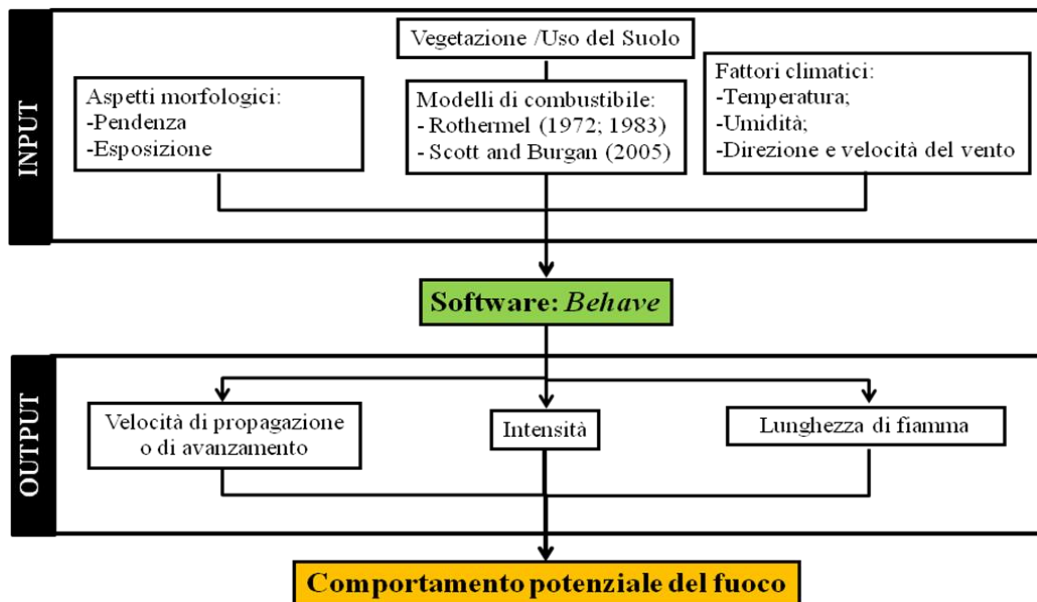 INPUT
Vegetazione /Uso del Suolo
Aspetti morfologici:
-Pendenza
-Esposizione
Modelli di combustibile:
- Rothermel (1972; 1983)
- Scott and Burgan (2005)
Fattori climatici:
-Temperatura;
-Umidità;
-Direzione e velocità del vento
Software: Behave
OUTPUT
Velocità di propagazione
o di avanzamento
Intensità
Lunghezza di fiamma
Comportamento potenziale del fuoco